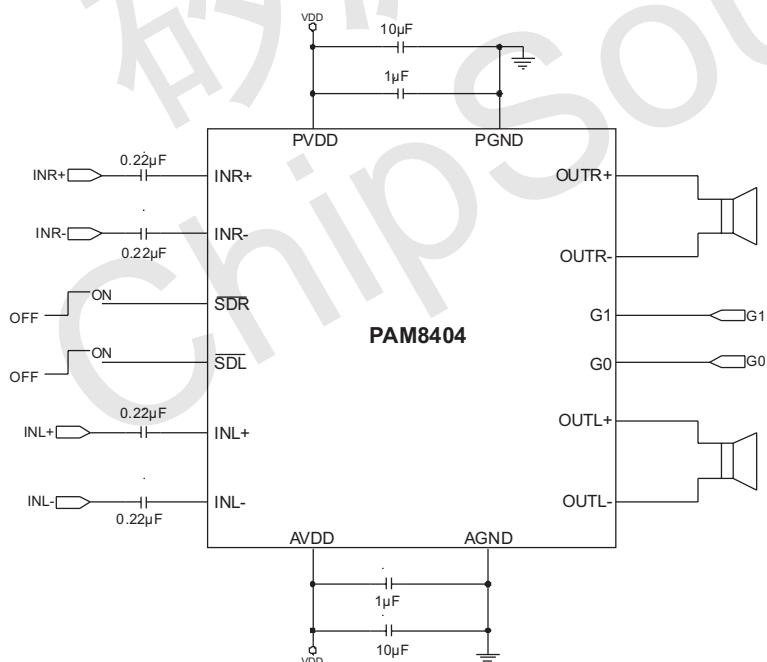 VDD
10µF
1µF
PVDD PGND
0.22µF
INR+ INR+ OUTR+
INR- INR-
0.22µF
OUTR-
ON
OFF SDR G1 G1
PAM8404
ON
OFF SDL G0 G0
0.22µF
INL+ INL+ OUTL+
INL- INL- OUTL-
0.22µF
AVDD AGND
1µF
10µF
VDD
砂
ChipSou